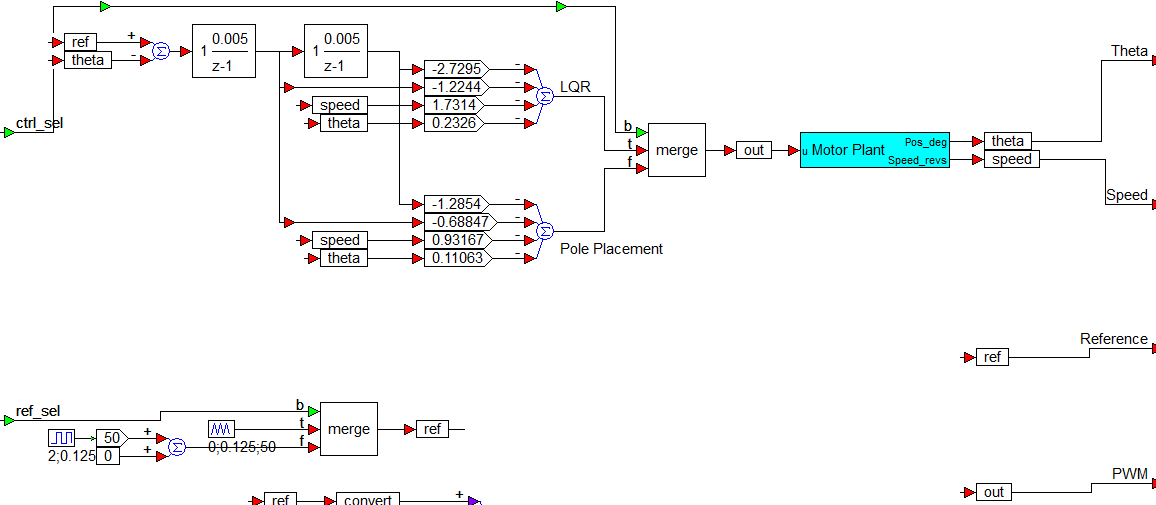 Theta
ref
+
theta
-
Σ
1
0.005
z-1
1
0.005
z-1
ctrl_sel
-2.7295
-
-1.2244
-
speed
1.7314
-
theta
0.2326
-
Σ
LQR
b
t
f
merge
out
u Motor Plant
Pos_deg
Speed_revs
theta
speed
Speed
-1.2854
-
-0.68847
-
speed
0.93167
-
theta
0.11063
-
Σ
Pole Placement
Reference
ref
ref_sel
b
t
f
merge
ref
0;0.125;50
2;0.125
50
+
0
+
Σ
PWM
out
ref
convert
+